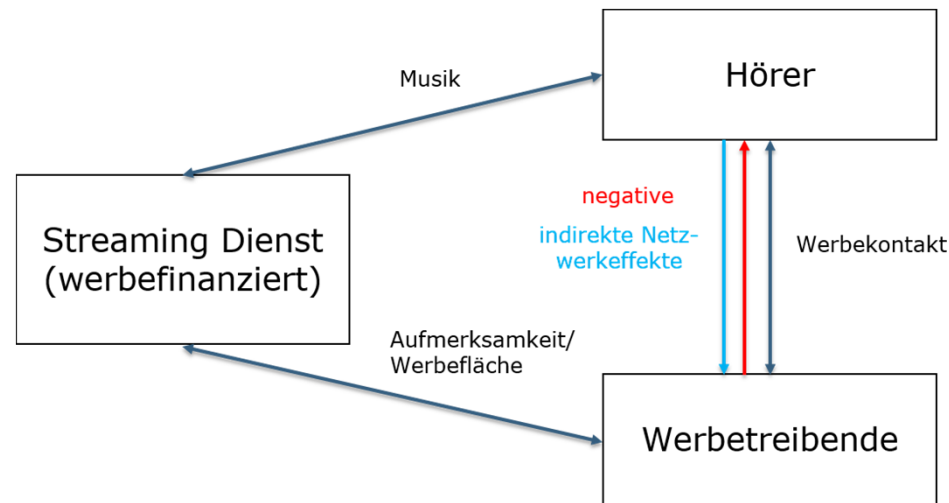 Musik
Hörer
Streaming Dienst
(werbefinanziert)
negative
indirekte Netz-
werkeffekte
Werbekontakt
Aufmerksamkeit/
Werbefläche
Werbetreibende